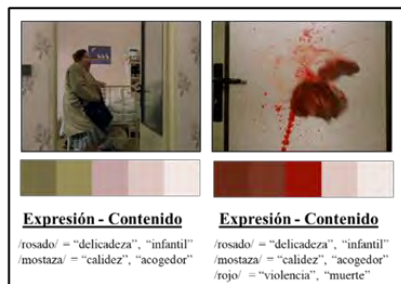 Expresión - Contenido
/rosado/ = “delicadeza”, “infantil”
/mostaza/ = “calidez”, “acogedor”
Expresión - Contenido
/rosado/ = “delicadeza”, “infantil”
/mostaza/ = “calidez”, “acogedor”
/rojo/ = “violencia”, “muerte”